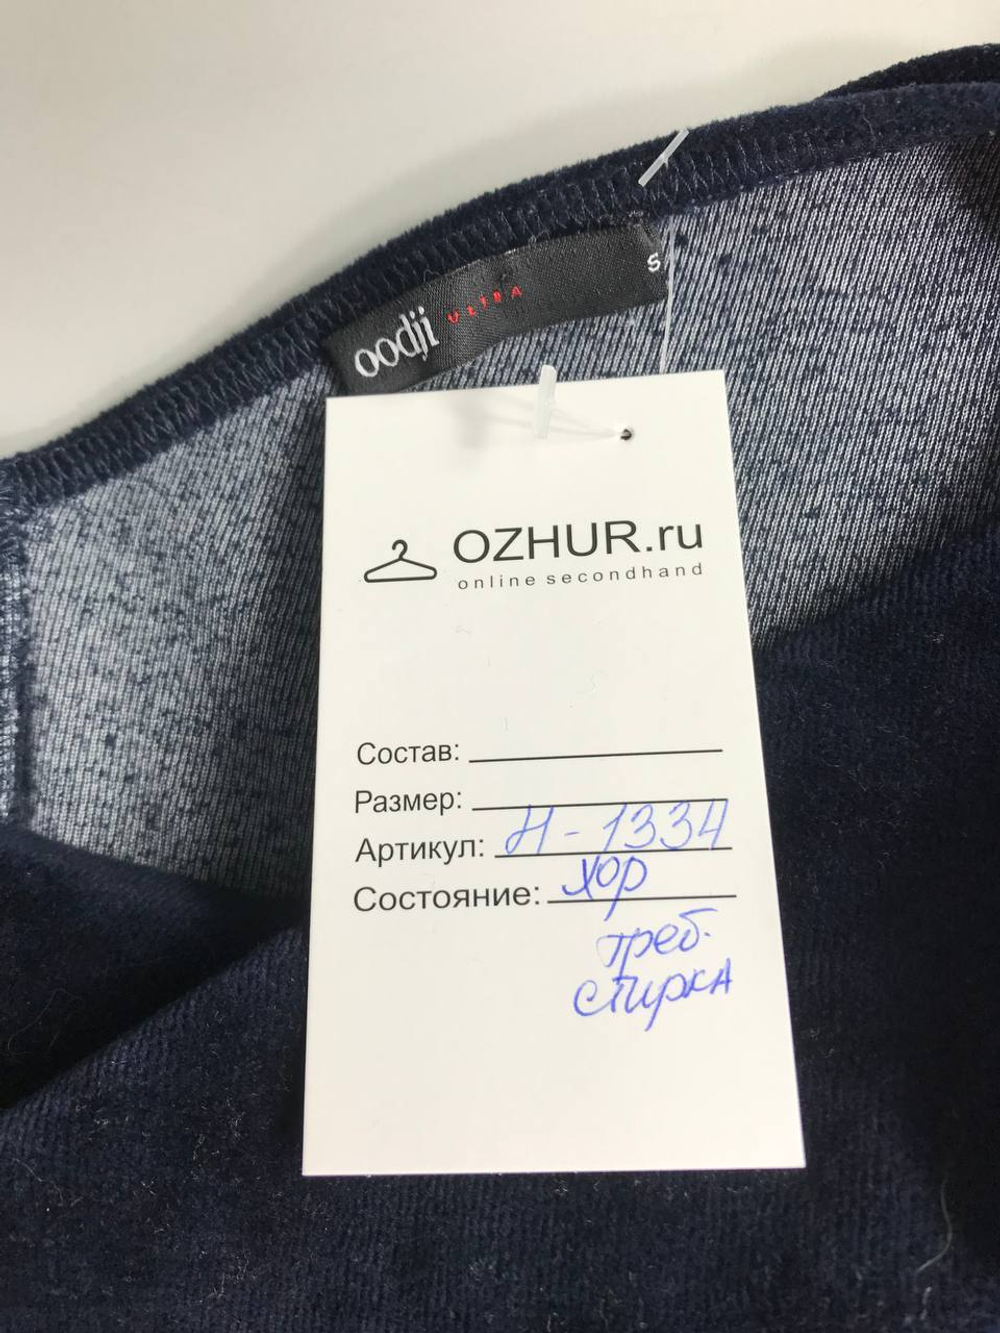 oodji ULTRA S
OZHUR.ru
online secondhand
Состав:
Размер:
Артикул: Н-1334
Состояние: хор
треб.
стирка